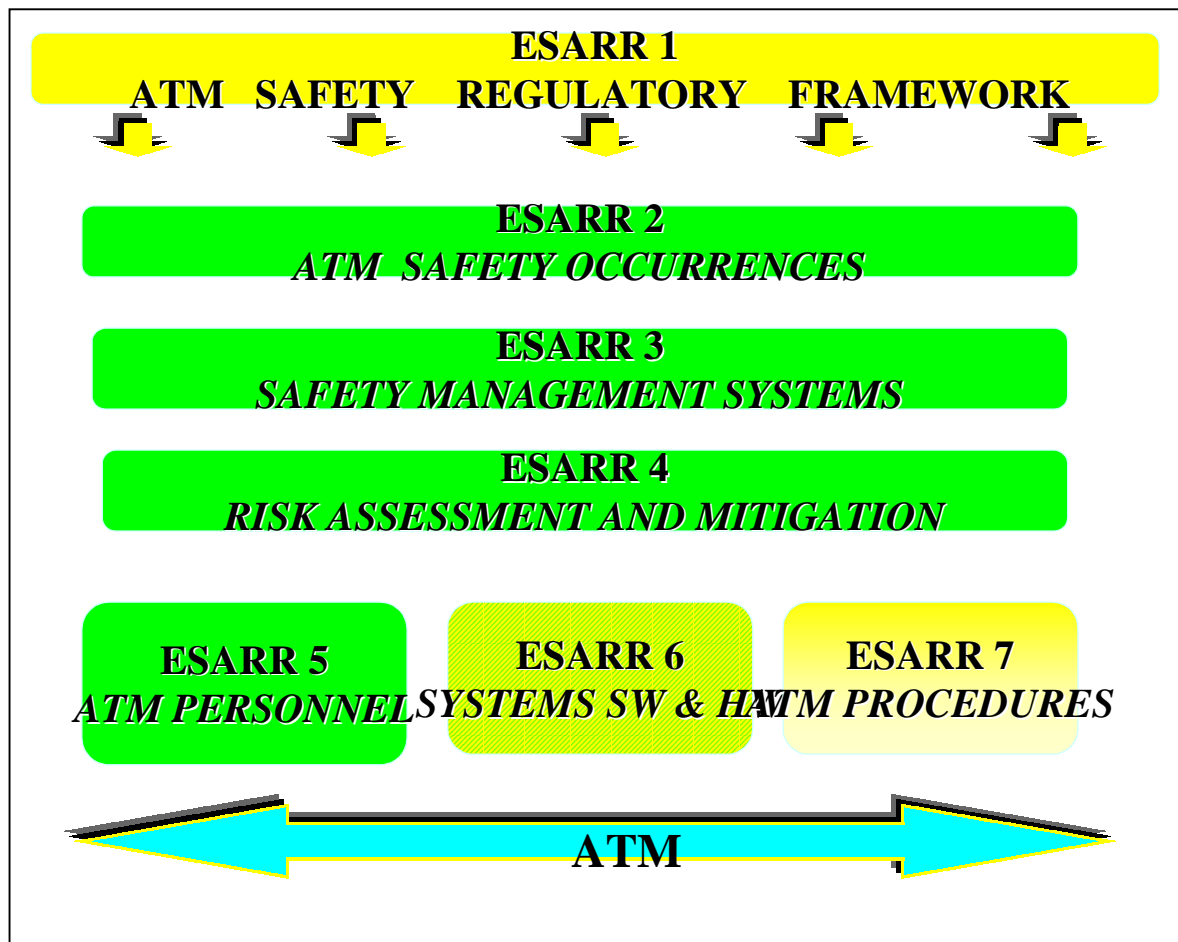 ESARR 1
ATM SAFETY REGULATORY FRAMEWORK
ESARR 2
ATM SAFETY OCCURRENCES
ESARR 3
SAFETY MANAGEMENT SYSTEMS
ESARR 4
RISK ASSESSMENT AND MITIGATION
ESARR 5
ATM PERSONNEL
ESARR 6
SYSTEMS SW & HW
ESARR 7
ATM PROCEDURES
ATM